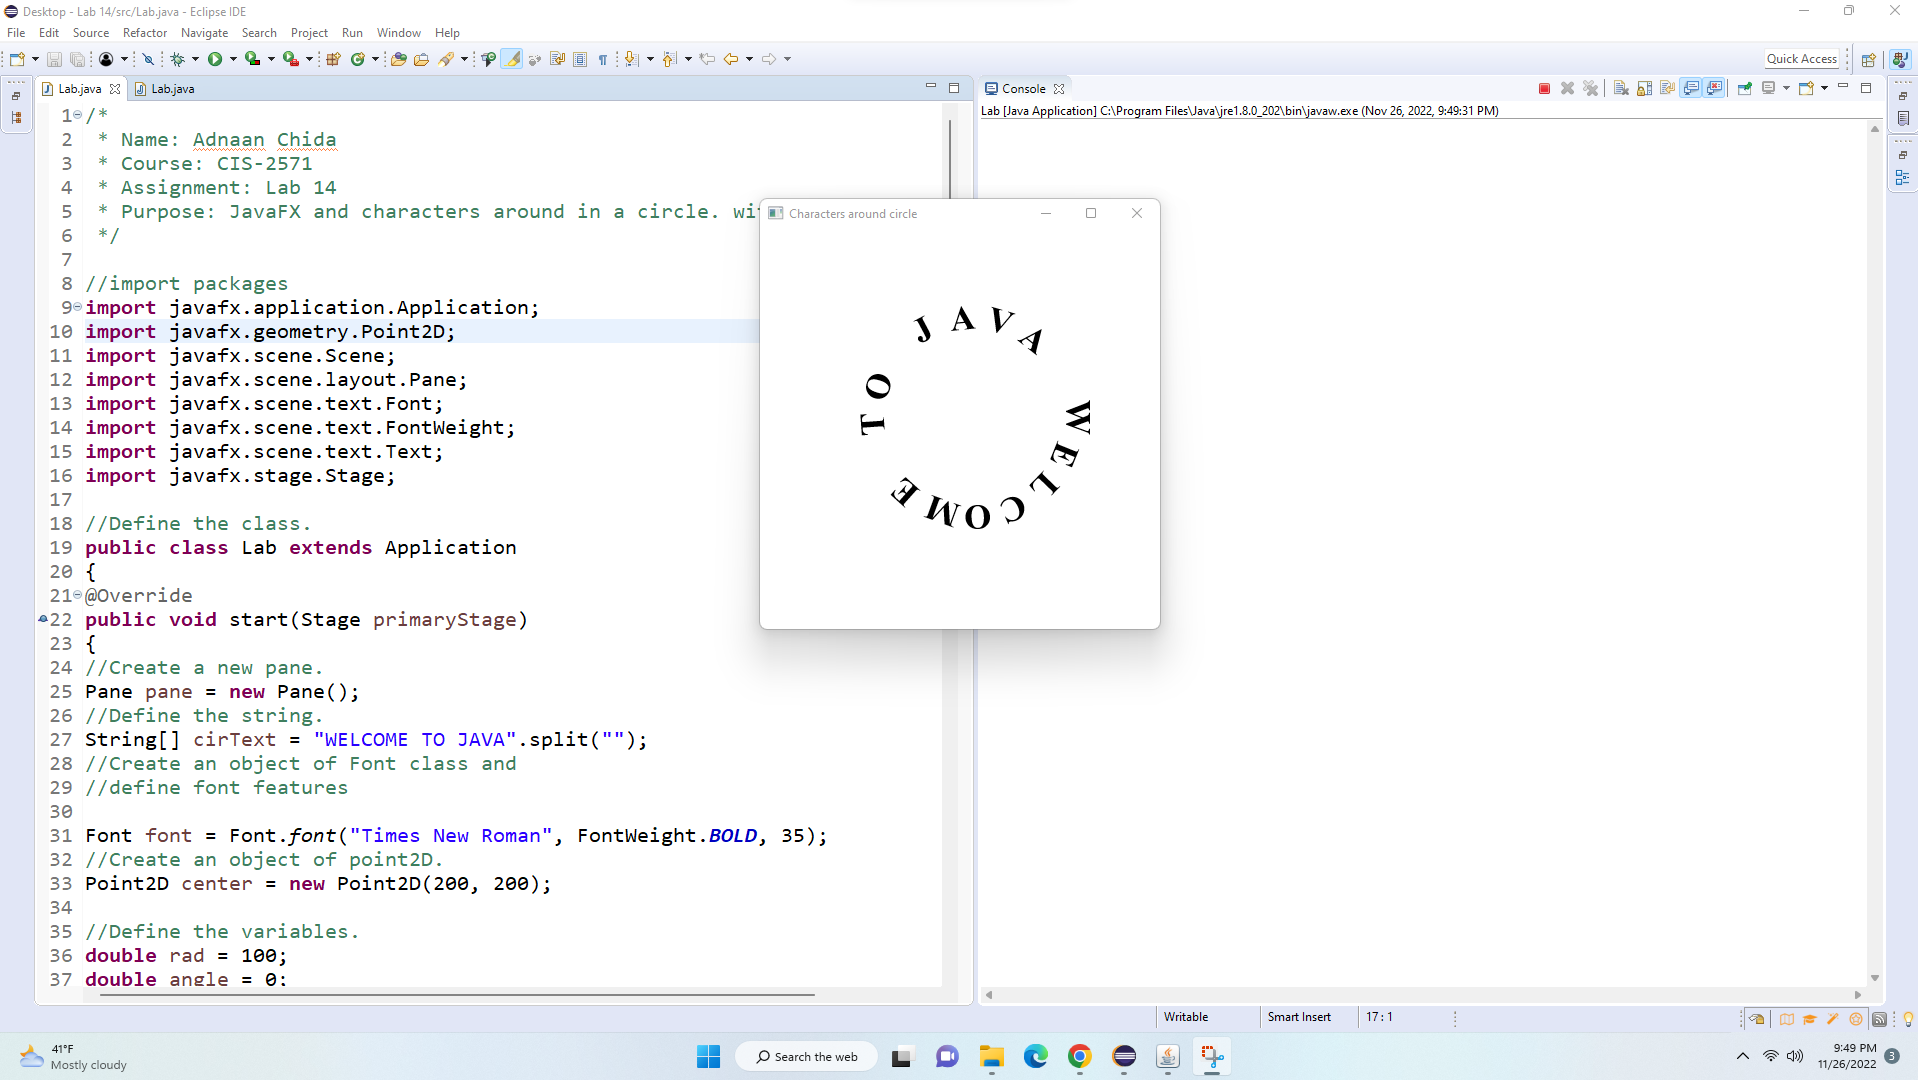 Desktop - Lab 14/src/Lab.java - Eclipse IDE
File Edit Source Refactor Navigate Search Project Run Window Help
Quick Access
Lab.java
Lab.java
1 /*
2  * Name: Adnaan Chida
3  * Course: CIS-2571
4  * Assignment: Lab 14
5  * Purpose: JavaFX and characters around in a circle.
6  */
7
8 //import packages
9 import javafx.application.Application;
10 import javafx.geometry.Point2D;
11 import javafx.scene.Scene;
12 import javafx.scene.layout.Pane;
13 import javafx.scene.text.Font;
14 import javafx.scene.text.FontWeight;
15 import javafx.scene.text.Text;
16 import javafx.stage.Stage;
17
18 //Define the class.
19 public class Lab extends Application
20 {
21 @Override
22 public void start(Stage primaryStage)
23 {
24 //Create a new pane.
25 Pane pane = new Pane();
26 //Define the string.
27 String[] cirText = "WELCOME TO JAVA".split("");
28 //Create an object of Font class and
29 //define font features
30
31 Font font = Font.font("Times New Roman", FontWeight.BOLD, 35);
32 //Create an object of point2D.
33 Point2D center = new Point2D(200, 200);
34
35 //Define the variables.
36 double rad = 100;
37 double angle = 0;
Characters around circle
WELCOME TO JAVA
Console
Lab [Java Application] C:\Program Files\Java\jre1.8.0_202\bin\javaw.exe (Nov 26, 2022, 9:49:31 PM)
Writable Smart Insert 17 : 1
41°F
Mostly cloudy
Search the web
9:49 PM
11/26/2022
3